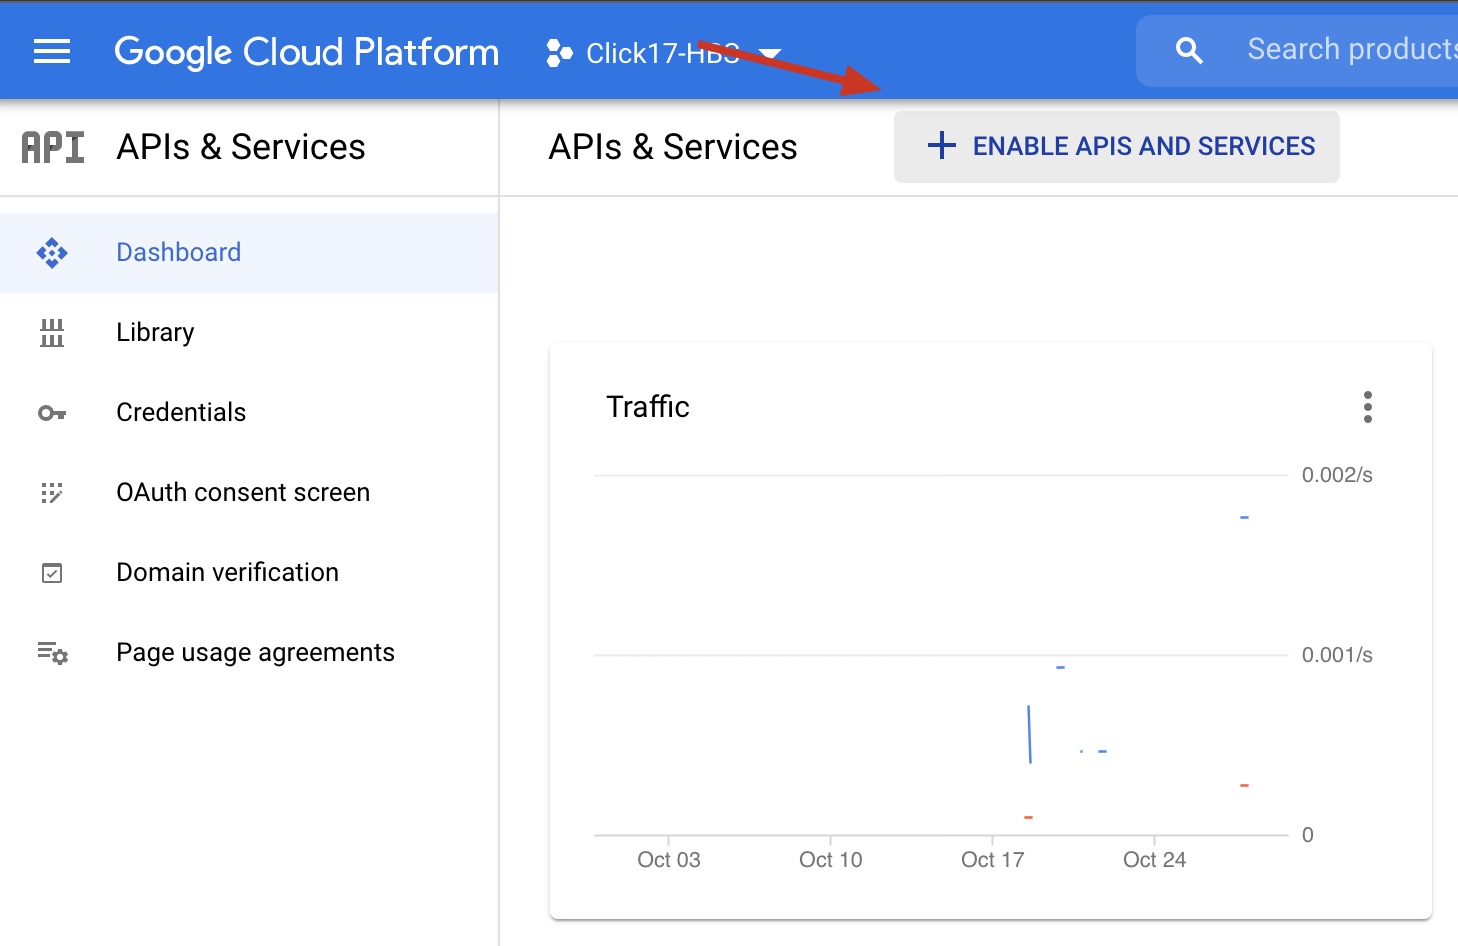 Google Cloud Platform
Click17-HBS
Search products
API APIs & Services
APIs & Services
+ ENABLE APIS AND SERVICES
Dashboard
Library
Credentials
OAuth consent screen
Domain verification
Page usage agreements
Traffic
0.002/s
0.001/s
0
Oct 03
Oct 10
Oct 17
Oct 24